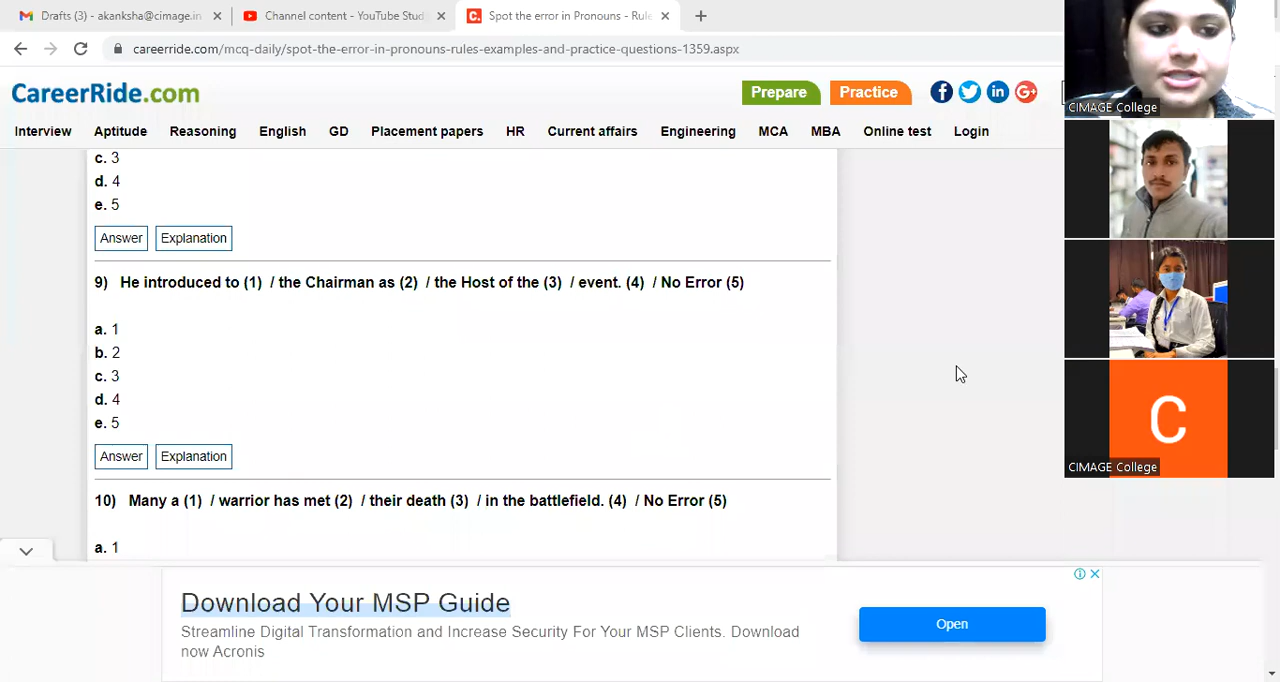 Drafts (3) - akanksha@cimage.in
Channel content - YouTube Stud
Spot the error in Pronouns - Rule
careerride.com/mcq-daily/spot-the-error-in-pronouns-rules-examples-and-practice-questions-1359.aspx
CareerRide.com
Prepare
Practice
Interview Aptitude Reasoning English GD Placement papers HR Current affairs Engineering MCA MBA Online test Login
c. 3
d. 4
e. 5
Answer Explanation
9) He introduced to (1) / the Chairman as (2) / the Host of the (3) / event. (4) / No Error (5)
a. 1
b. 2
c. 3
d. 4
e. 5
Answer Explanation
10) Many a (1) / warrior has met (2) / their death (3) / in the battlefield. (4) / No Error (5)
a. 1
Download Your MSP Guide
Streamline Digital Transformation and Increase Security For Your MSP Clients. Download
now Acronis
Open
CIMAGE College
C
CIMAGE College